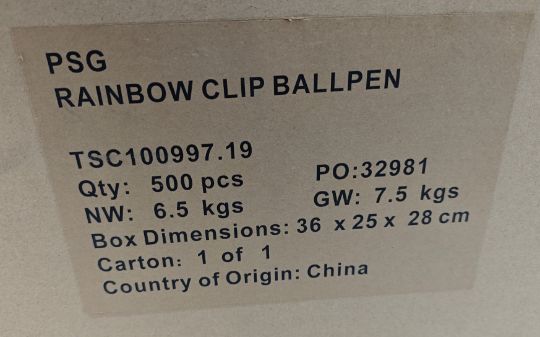 PSG
RAINBOW CLIP BALLPEN
TSC100997.19
Qty: 500 pcs PO:32981
NW: 6.5 kgs GW: 7.5 kgs
Box Dimensions: 36 x 25 x 28 cm
Carton: 1 of 1
Country of Origin: China